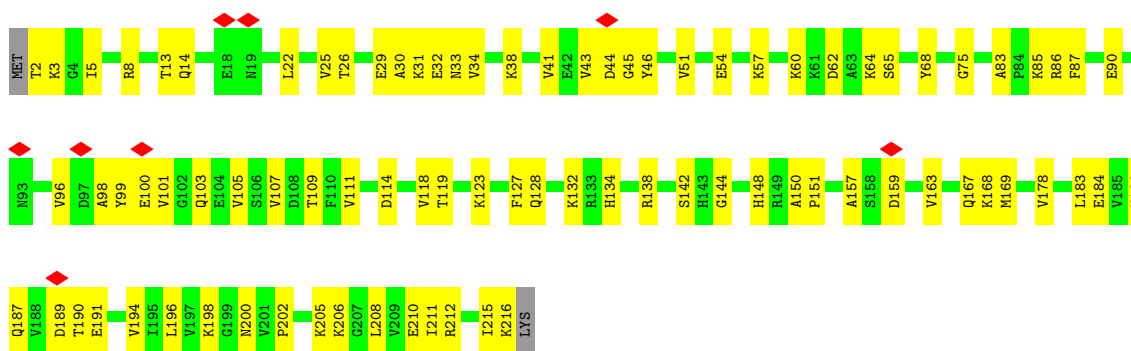 MET T2 K3 G4 I5 R8 T13 Q14 E18 N19 L22 V25 T26 E29 A30 K31 E32 N33 V34 K38 V41 E42 V43 D44 G45 Y46 V51 E54 K57 K60 K61 D62 A63 K64 S65 Y68 G75 A83 P84 K85 R86 F87 E90
N93 V96 D97 A98 Y99 E100 V101 G102 Q103 E104 V105 S106 V107 D108 T109 F110 V111 D114 V118 T119 K123 F127 Q128 K132 R133 H134 R138 S142 H143 G144 H148 R149 A150 P151 A157 S158 D159 V163 Q167 K168 M169 V178 L183 E184 V185
Q187 V188 D189 T190 E191 V194 I195 L196 V197 K198 G199 N200 V201 P202 K205 K206 G207 L208 V209 E210 I211 R212 I215 K216 LYS